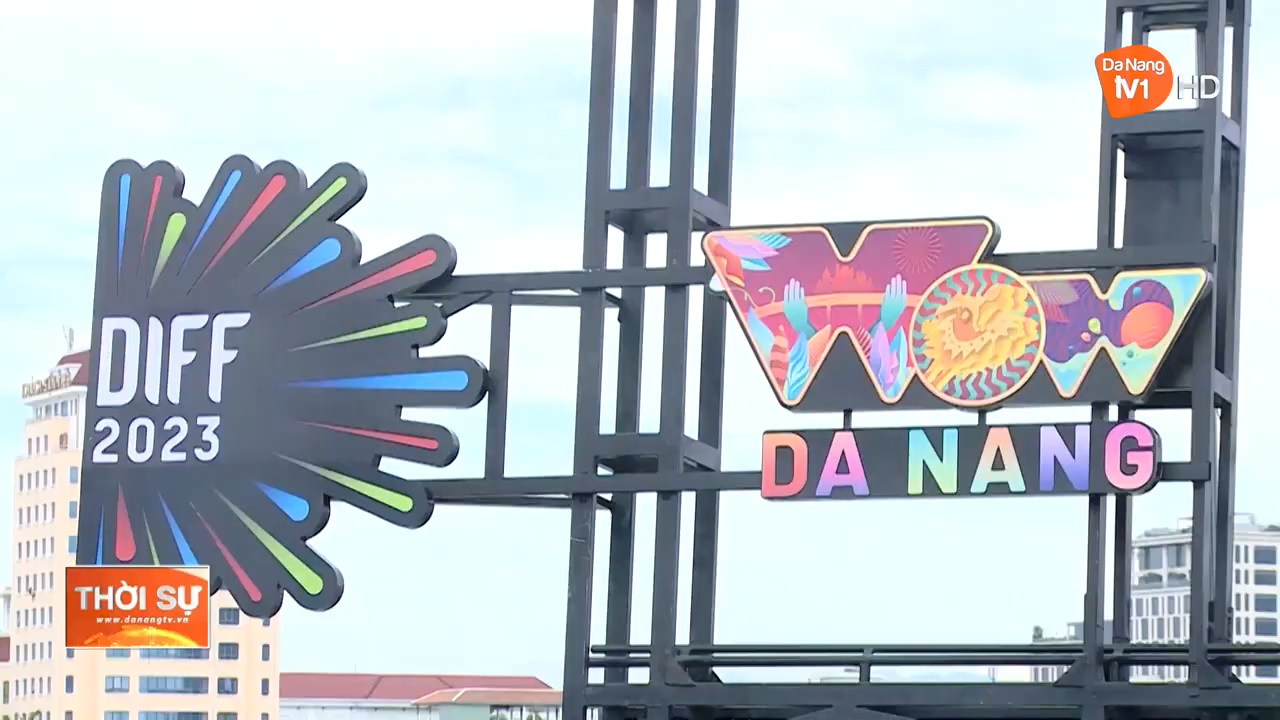 Da Nang
TV1 HD
DIFF
2023
WOW
DA NANG
THỜI SỰ
www.danangtv.vn